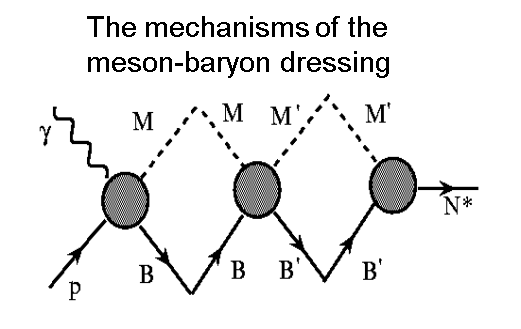 The mechanisms of the
meson-baryon dressing
γ M M M' M'
N*
p B B B' B'